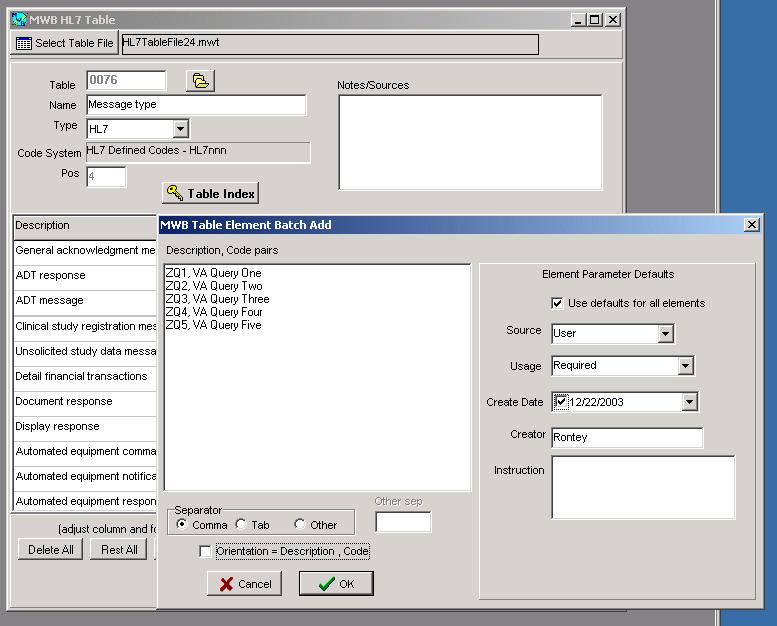 MWB HL7 Table
Select Table File
HL7TableFile24.mwt
Table
0076
Name
Message type
Type
HL7
Code System
HL7 Defined Codes - HL7nnn
Pos
4
Notes/Sources
Table Index
Description
General acknowledgment me
ADT response
ADT message
Clinical study registration mes
Unsolicited study data messa
Detail financial transactions
Document response
Display response
Automated equipment comma
Automated equipment notifica
Automated equipment respon
(adjust column and fo
Delete All
Rest All
MWB Table Element Batch Add
Description, Code pairs
ZQ1, VA Query One
ZQ2, VA Query Two
ZQ3, VA Query Three
ZQ4, VA Query Four
ZQ5, VA Query Five
Separator
Comma
Tab
Other
Other sep
Orientation = Description , Code
Cancel
OK
Element Parameter Defaults
Use defaults for all elements
Source
User
Usage
Required
Create Date
12/22/2003
Creator
Rontey
Instruction